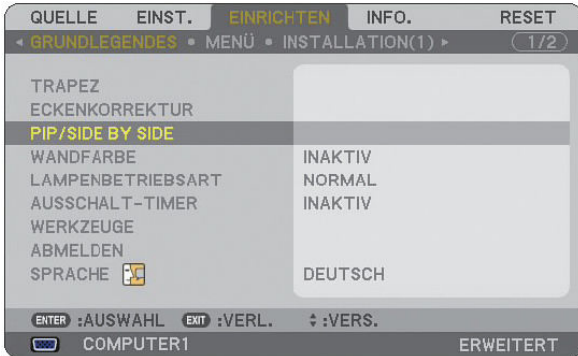 QUELLE EINST. EINRICHTEN INFO. RESET
GRUNDLEGENDES • MENÜ • INSTALLATION(1) 1/2
TRAPEZ
ECKENKORREKTUR
PIP/SIDE BY SIDE
WANDFARBE INAKTIV
LAMPENBETRIEBSART NORMAL
AUSSCHALT-TIMER INAKTIV
WERKZEUGE
ABMELDEN
SPRACHE DEUTSCH
ENTER :AUSWAHL EXIT :VERL. :VERS.
COMPUTER1 ERWEITERT